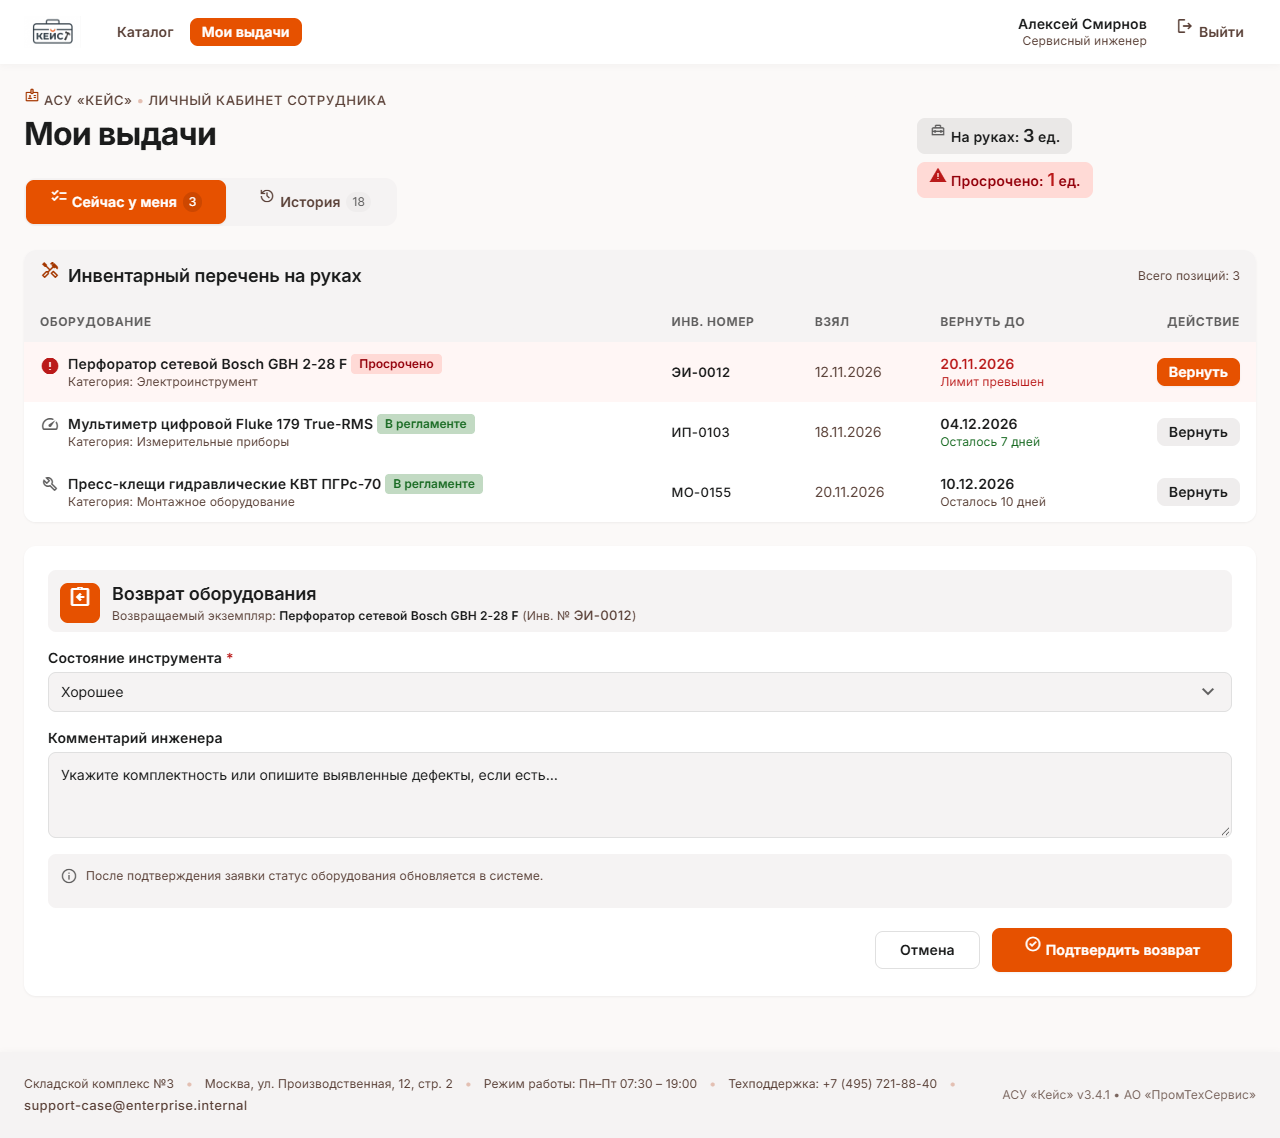 КЕЙС
Каталог
Мои выдачи
Алексей Смирнов
Сервисный инженер
Выйти
АСУ «КЕЙС» • ЛИЧНЫЙ КАБИНЕТ СОТРУДНИКА
Мои выдачи
На руках: 3 ед.
Просрочено: 1 ед.
Сейчас у меня 3
История 18
Инвентарный перечень на руках
Всего позиций: 3
ОБОРУДОВАНИЕ ИНВ. НОМЕР ВЗЯЛ ВЕРНУТЬ ДО ДЕЙСТВИЕ
Перфоратор сетевой Bosch GBH 2-28 F Просрочено
Категория: Электроинструмент
ЭИ-0012
12.11.2026
20.11.2026
Лимит превышен
Вернуть
Мультиметр цифровой Fluke 179 True-RMS В регламенте
Категория: Измерительные приборы
ИП-0103
18.11.2026
04.12.2026
Осталось 7 дней
Вернуть
Пресс-клещи гидравлические КВТ ПГРс-70 В регламенте
Категория: Монтажное оборудование
МО-0155
20.11.2026
10.12.2026
Осталось 10 дней
Вернуть
Возврат оборудования
Возвращаемый экземпляр: Перфоратор сетевой Bosch GBH 2-28 F (Инв. № ЭИ-0012)
Состояние инструмента *
Хорошее
Комментарий инженера
Укажите комплектность или опишите выявленные дефекты, если есть...
После подтверждения заявки статус оборудования обновляется в системе.
Отмена
Подтвердить возврат
Складской комплекс №3 • Москва, ул. Производственная, 12, стр. 2 • Режим работы: Пн–Пт 07:30 – 19:00 • Техподдержка: +7 (495) 721-88-40 •
support-case@enterprise.internal
АСУ «Кейс» v3.4.1 • АО «ПромТехСервис»